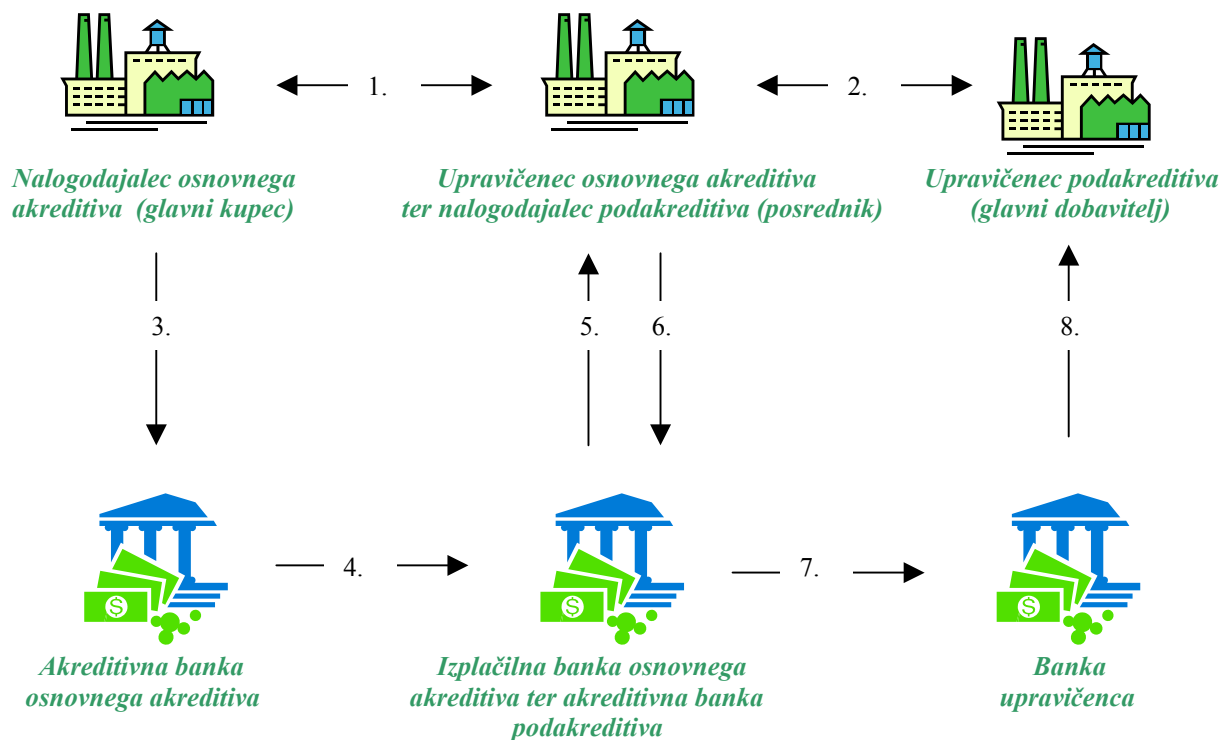 1.
2.
Nalogodajalec osnovnega
akreditiva (glavni kupec)
Upravičenec osnovnega akreditiva
ter nalogodajalec podakreditiva (posrednik)
Upravičenec podakreditiva
(glavni dobavitelj)
3.
5.
6.
8.
4.
7.
$
$
$
Akreditivna banka
osnovnega akreditiva
Izplačilna banka osnovnega
akreditiva ter akreditivna banka
podakreditiva
Banka
upravičenca